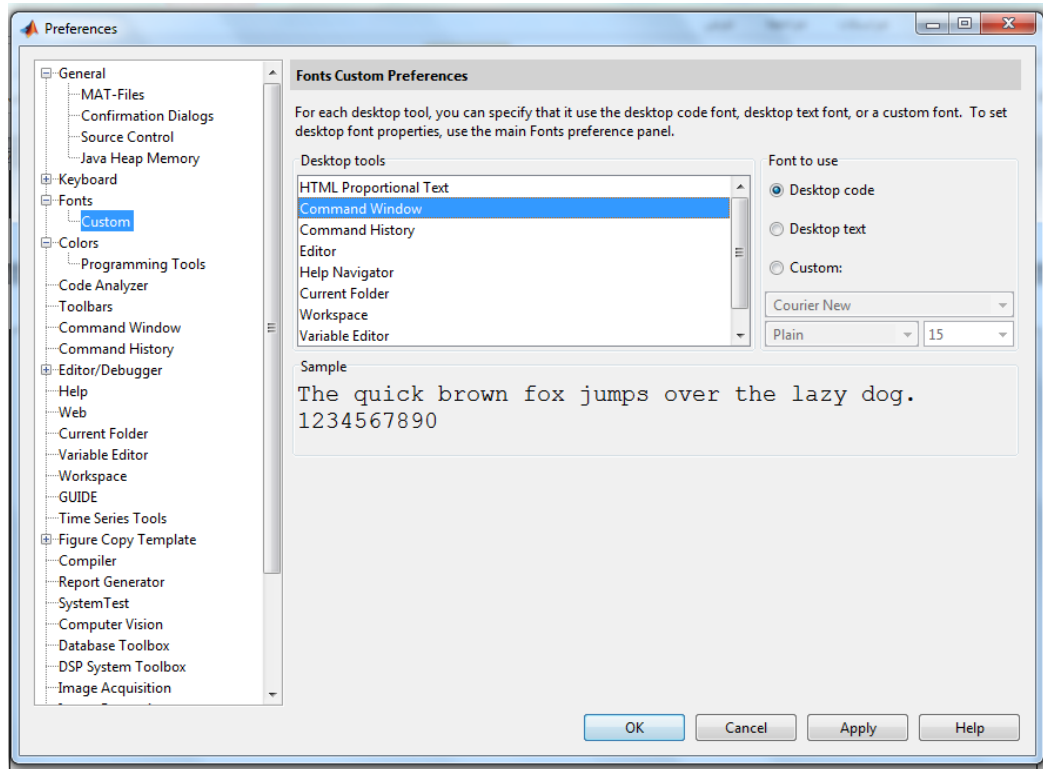 Preferences
General
MAT-Files
Confirmation Dialogs
Source Control
Java Heap Memory
Keyboard
Fonts
Custom
Colors
Programming Tools
Code Analyzer
Toolbars
Command Window
Command History
Editor/Debugger
Help
Web
Current Folder
Variable Editor
Workspace
GUIDE
Time Series Tools
Figure Copy Template
Compiler
Report Generator
SystemTest
Computer Vision
Database Toolbox
DSP System Toolbox
Image Acquisition
Fonts Custom Preferences
For each desktop tool, you can specify that it use the desktop code font, desktop text font, or a custom font. To set
desktop font properties, use the main Fonts preference panel.
Desktop tools
HTML Proportional Text
Command Window
Command History
Editor
Help Navigator
Current Folder
Workspace
Variable Editor
Font to use
Desktop code
Desktop text
Custom:
Courier New
Plain 15
Sample
The quick brown fox jumps over the lazy dog.
1234567890
OK Cancel Apply Help